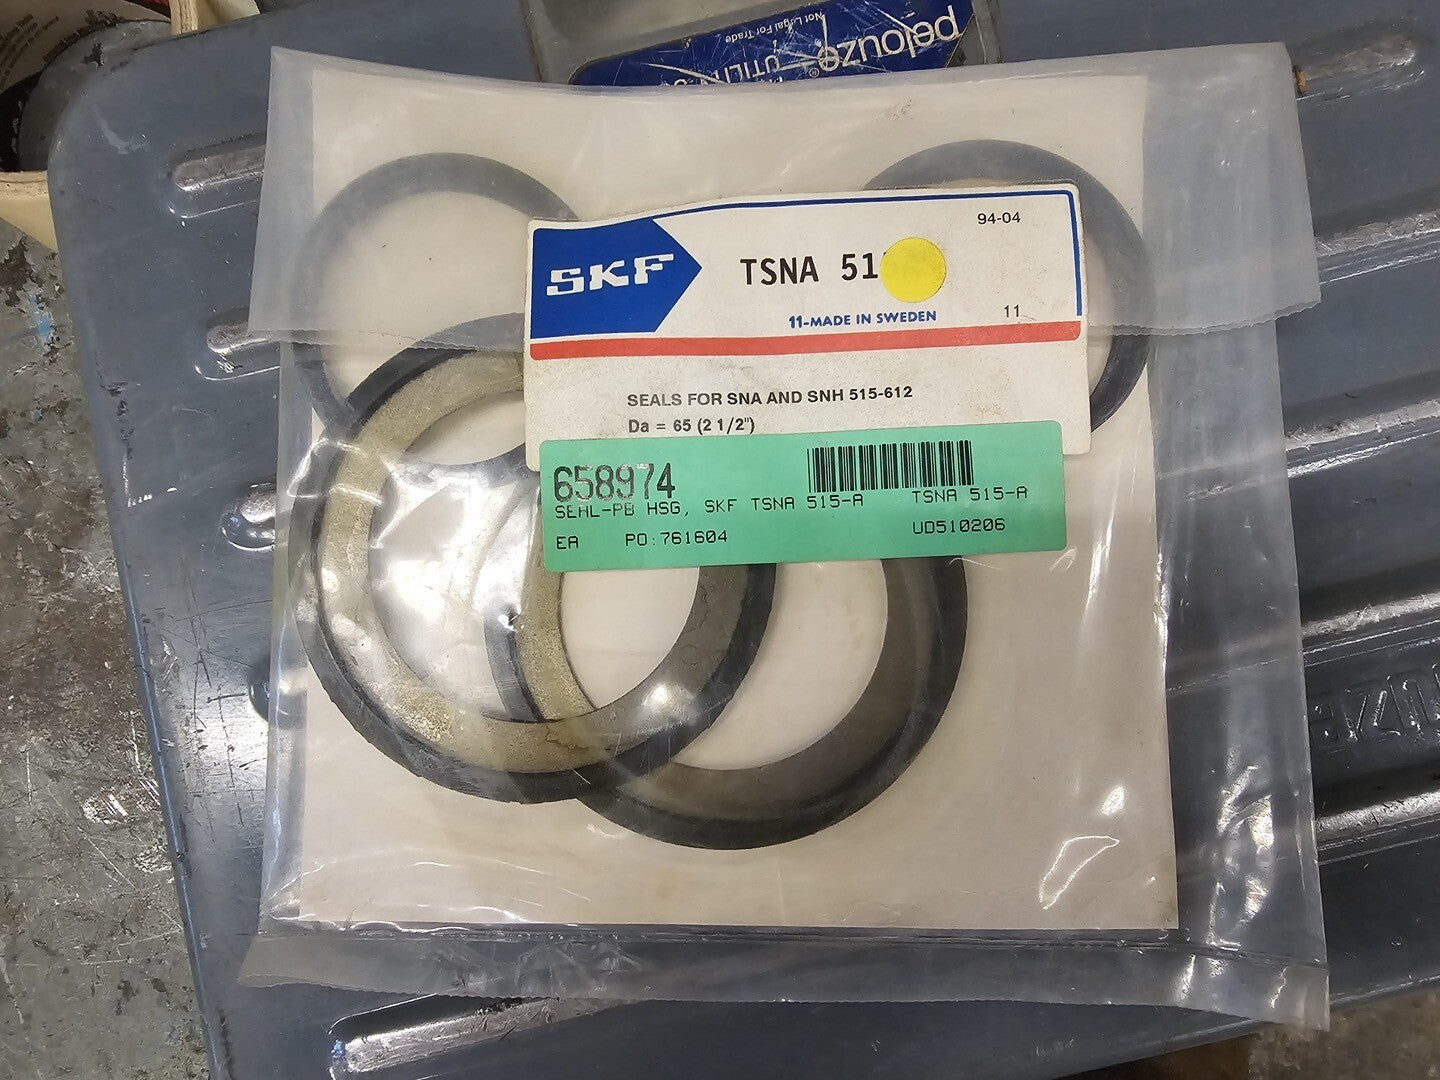 pelouze®
UTILITY
Not Legal For Trade
SKF
TSNA 51
94-04
11-MADE IN SWEDEN
11
SEALS FOR SNA AND SNH 515-612
Da = 65 (2 1/2")
658974
SEAL-PB HSG, SKF TSNA 515-A
TSNA 515-A
EA PO:761604
UD510206